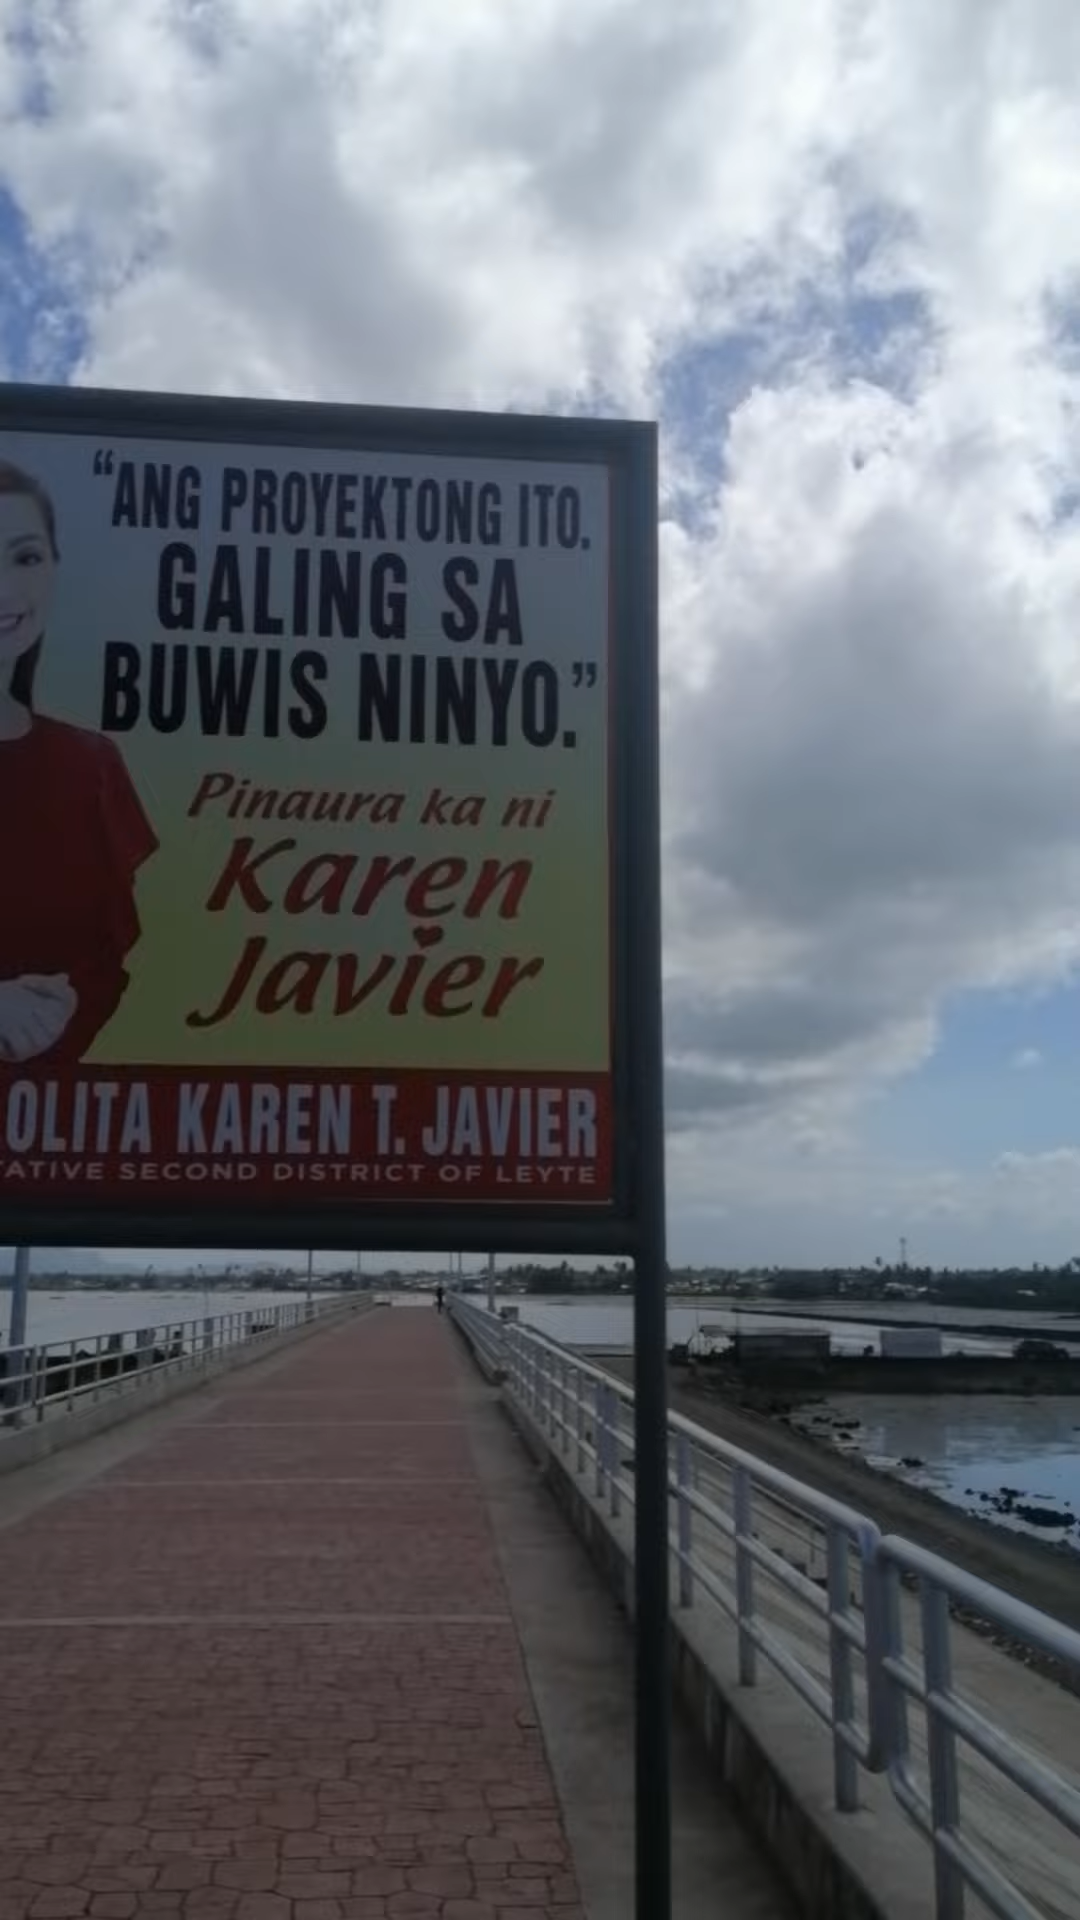 “ANG PROYEKTONG ITO.
GALING SA
BUWIS NINYO.”
Pinaura ka ni
Karen
Javier
OLITA KAREN T. JAVIER
TATIVE SECOND DISTRICT OF LEYTE